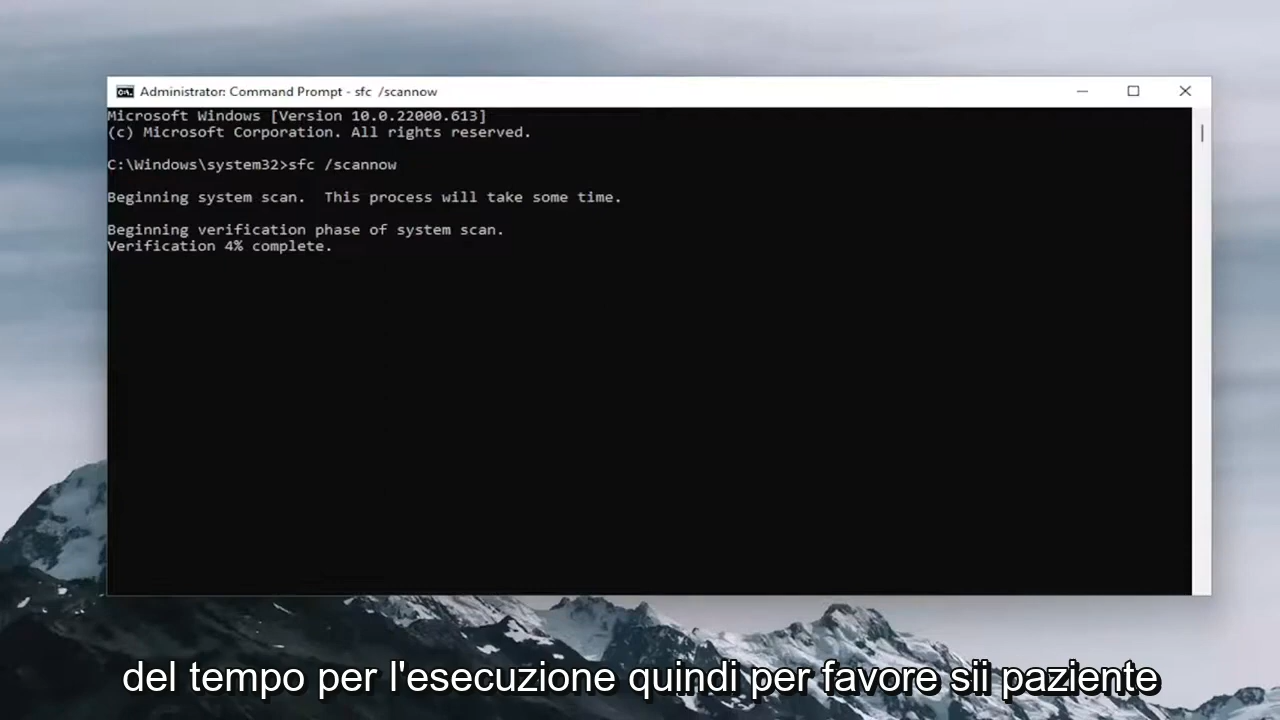 Administrator: Command Prompt - sfc /scannow
Microsoft Windows [Version 10.0.22000.613]
(c) Microsoft Corporation. All rights reserved.
C:\Windows\system32>sfc /scannow
Beginning system scan.  This process will take some time.
Beginning verification phase of system scan.
Verification 4% complete.
del tempo per l'esecuzione quindi per favore sii paziente